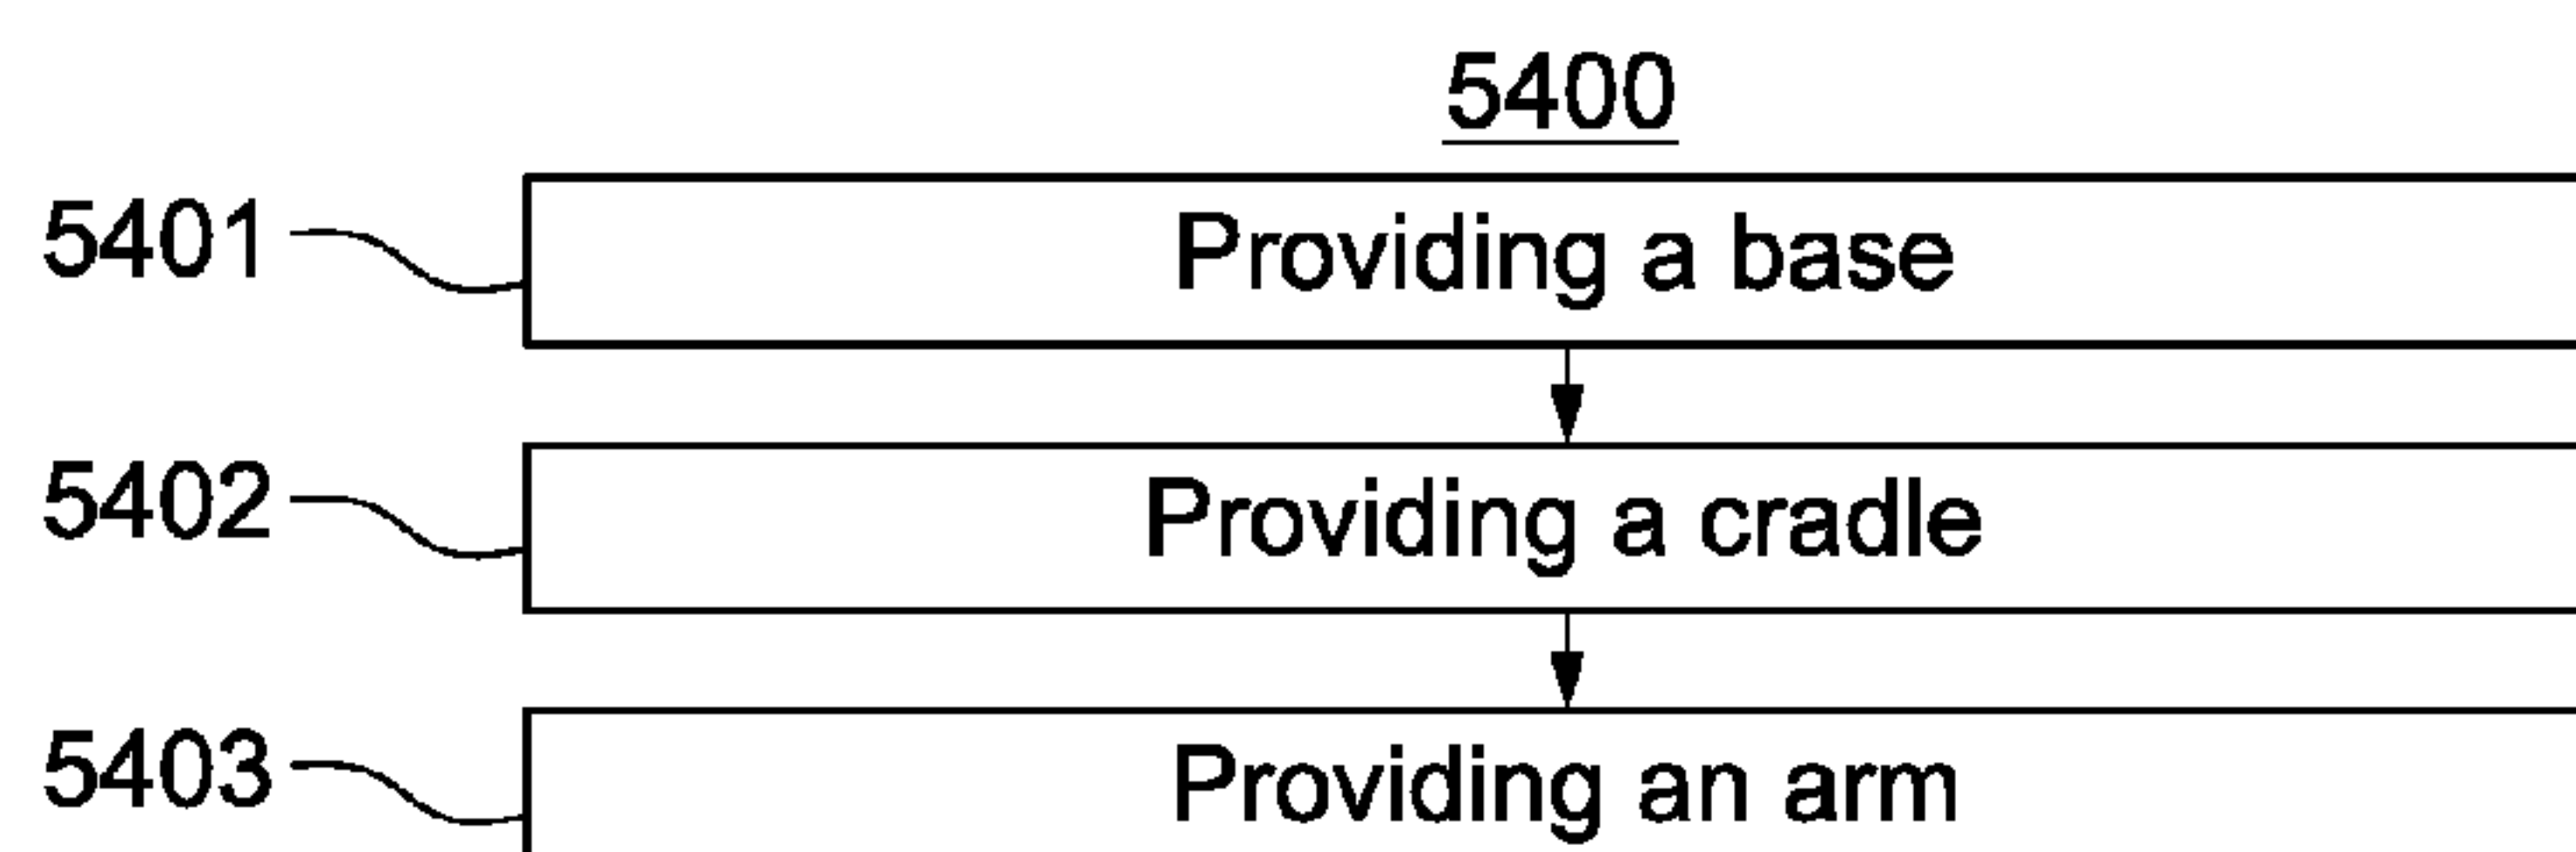 5400
5401 Providing a base
5402 Providing a cradle
5403 Providing an arm